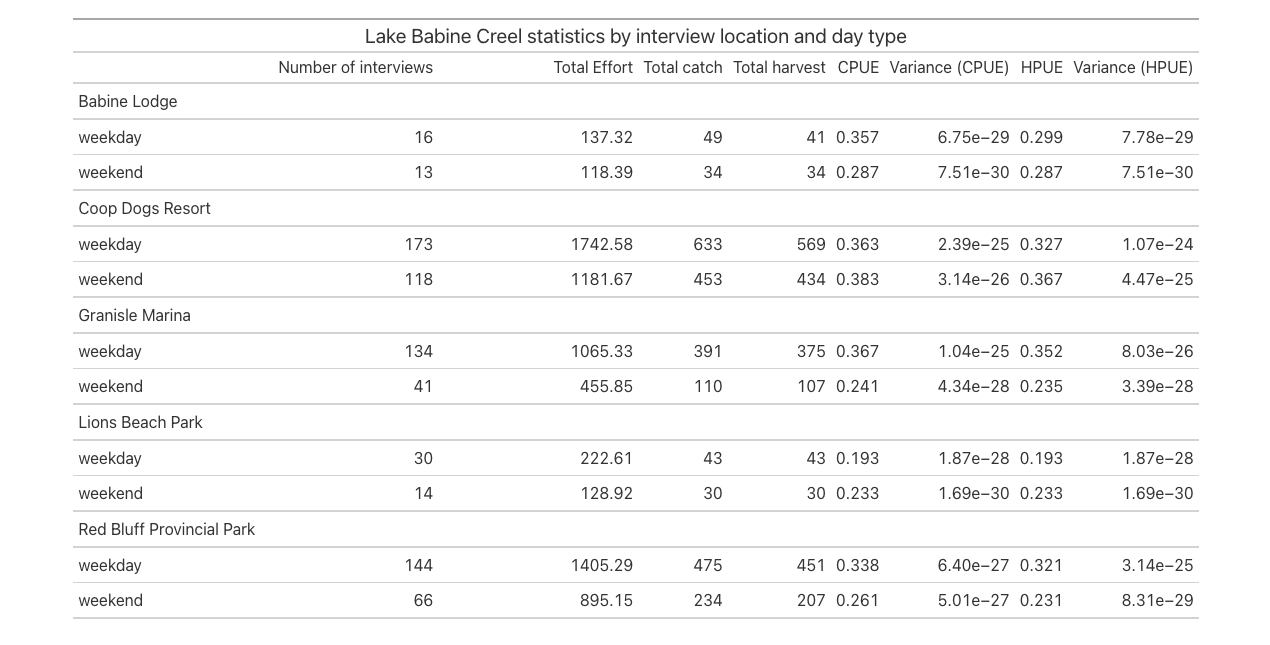 Lake Babine Creel statistics by interview location and day type
Number of interviews Total Effort Total catch Total harvest CPUE Variance (CPUE) HPUE Variance (HPUE)
Babine Lodge
weekday 16 137.32 49 41 0.357 6.75e−29 0.299 7.78e−29
weekend 13 118.39 34 34 0.287 7.51e−30 0.287 7.51e−30
Coop Dogs Resort
weekday 173 1742.58 633 569 0.363 2.39e−25 0.327 1.07e−24
weekend 118 1181.67 453 434 0.383 3.14e−26 0.367 4.47e−25
Granisle Marina
weekday 134 1065.33 391 375 0.367 1.04e−25 0.352 8.03e−26
weekend 41 455.85 110 107 0.241 4.34e−28 0.235 3.39e−28
Lions Beach Park
weekday 30 222.61 43 43 0.193 1.87e−28 0.193 1.87e−28
weekend 14 128.92 30 30 0.233 1.69e−30 0.233 1.69e−30
Red Bluff Provincial Park
weekday 144 1405.29 475 451 0.338 6.40e−27 0.321 3.14e−25
weekend 66 895.15 234 207 0.261 5.01e−27 0.231 8.31e−29